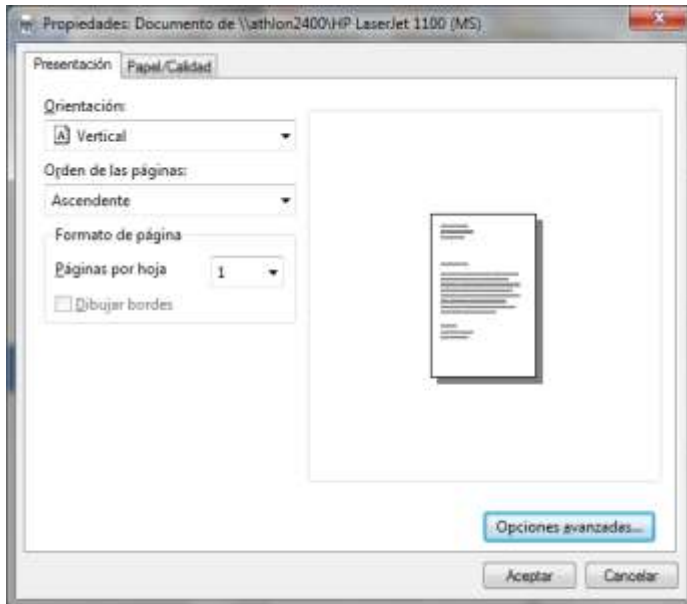 Propiedades: Documento de \\athlon2400\HP LaserJet 1100 (MS)
Presentación Papel/Calidad
Orientación:
Vertical
Orden de las páginas:
Ascendente
Formato de página
Páginas por hoja 1
Dibujar bordes
Opciones avanzadas...
Aceptar Cancelar